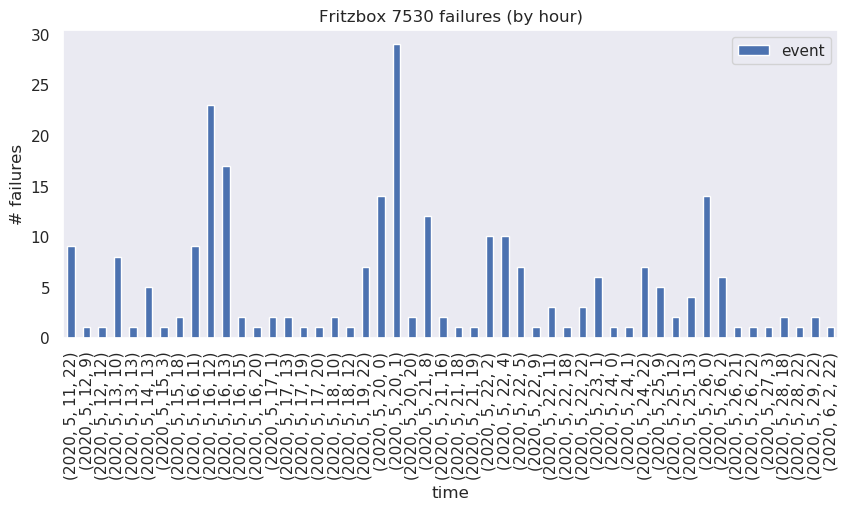 Fritzbox 7530 failures (by hour)
event
# failures
30
25
20
15
10
5
0
(2020, 5, 11, 22)
(2020, 5, 12, 9)
(2020, 5, 12, 12)
(2020, 5, 13, 10)
(2020, 5, 13, 13)
(2020, 5, 14, 13)
(2020, 5, 15, 3)
(2020, 5, 15, 18)
(2020, 5, 16, 11)
(2020, 5, 16, 12)
(2020, 5, 16, 13)
(2020, 5, 16, 15)
(2020, 5, 16, 20)
(2020, 5, 17, 1)
(2020, 5, 17, 13)
(2020, 5, 17, 19)
(2020, 5, 17, 20)
(2020, 5, 18, 10)
(2020, 5, 18, 12)
(2020, 5, 19, 22)
(2020, 5, 20, 0)
(2020, 5, 20, 1)
(2020, 5, 20, 20)
(2020, 5, 21, 8)
(2020, 5, 21, 16)
(2020, 5, 21, 18)
(2020, 5, 21, 19)
(2020, 5, 22, 2)
(2020, 5, 22, 4)
(2020, 5, 22, 5)
(2020, 5, 22, 9)
(2020, 5, 22, 11)
(2020, 5, 22, 18)
(2020, 5, 22, 22)
(2020, 5, 23, 1)
(2020, 5, 24, 0)
(2020, 5, 24, 1)
(2020, 5, 24, 22)
(2020, 5, 25, 9)
(2020, 5, 25, 12)
(2020, 5, 25, 13)
(2020, 5, 26, 0)
(2020, 5, 26, 2)
(2020, 5, 26, 21)
(2020, 5, 26, 22)
(2020, 5, 27, 3)
(2020, 5, 28, 18)
(2020, 5, 28, 22)
(2020, 5, 29, 22)
(2020, 6, 2, 22)
time